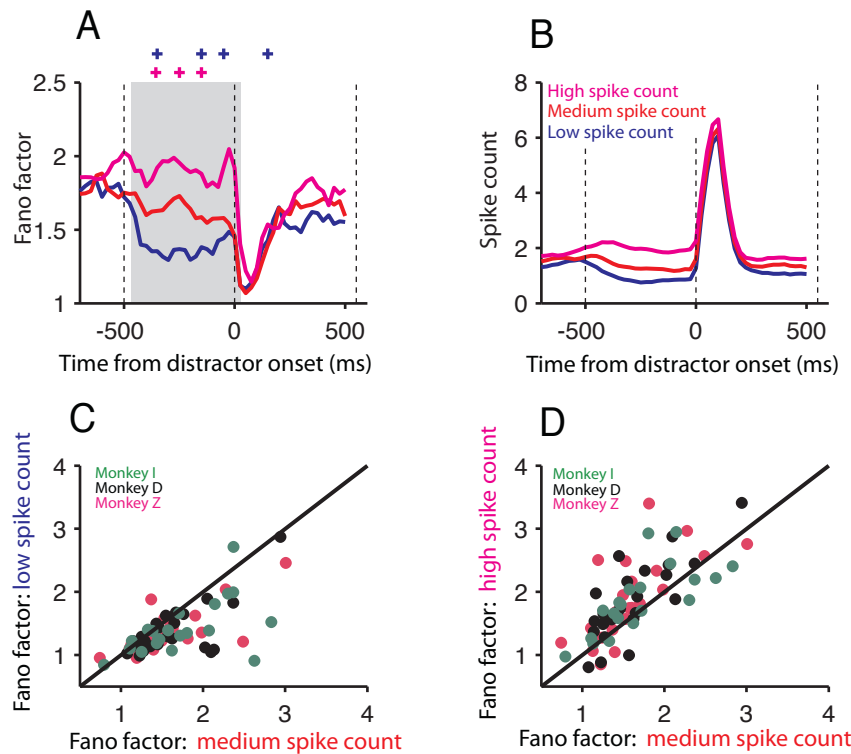 A
2.5
2
1.5
1
Fano factor
-500
0
500
Time from distractor onset (ms)
B
High spike count
Medium spike count
Low spike count
8
6
4
2
0
Spike count
-500
0
500
Time from distractor onset (ms)
C
Monkey I
Monkey D
Monkey Z
4
3
2
1
Fano factor: low spike count
1
2
3
4
Fano factor: medium spike count
D
Monkey I
Monkey D
Monkey Z
4
3
2
1
Fano factor: high spike count
1
2
3
4
Fano factor: medium spike count